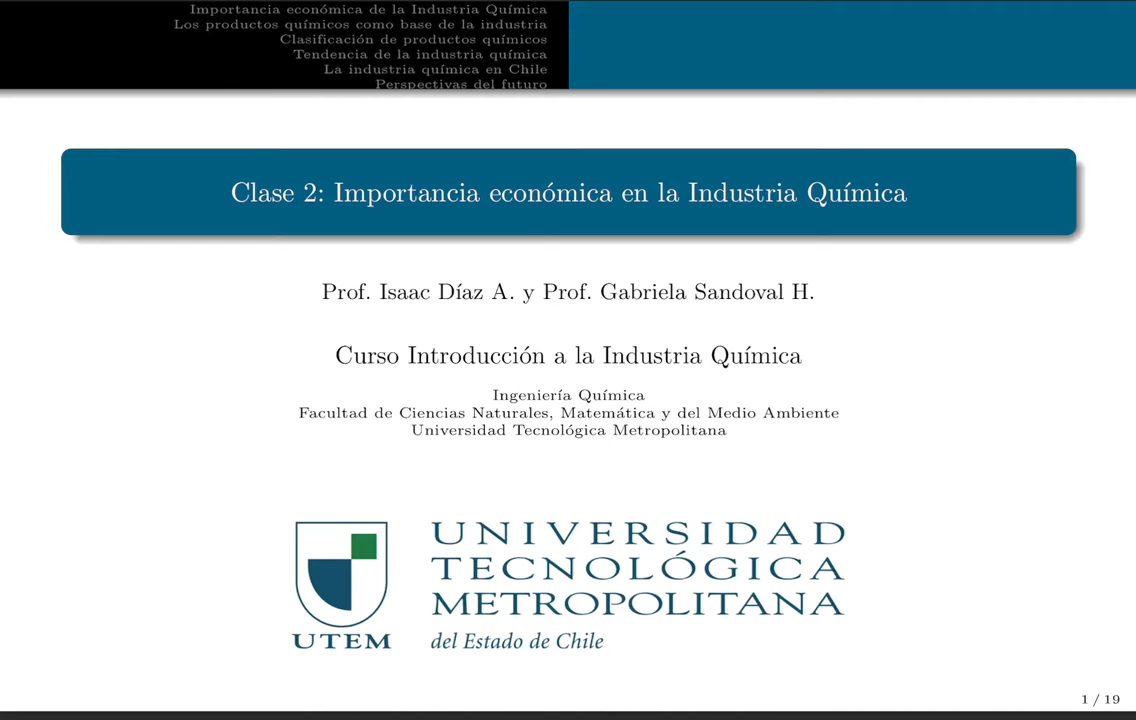 Importancia económica de la Industria Química
Los productos químicos como base de la industria
Clasificación de productos químicos
Tendencia de la industria química
La industria química en Chile
Perspectivas del futuro
Clase 2: Importancia económica en la Industria Química
Prof. Isaac Díaz A. y Prof. Gabriela Sandoval H.
Curso Introducción a la Industria Química
Ingeniería Química
Facultad de Ciencias Naturales, Matemática y del Medio Ambiente
Universidad Tecnológica Metropolitana
UTEM
UNIVERSIDAD
TECNOLÓGICA
METROPOLITANA
del Estado de Chile
1 / 19